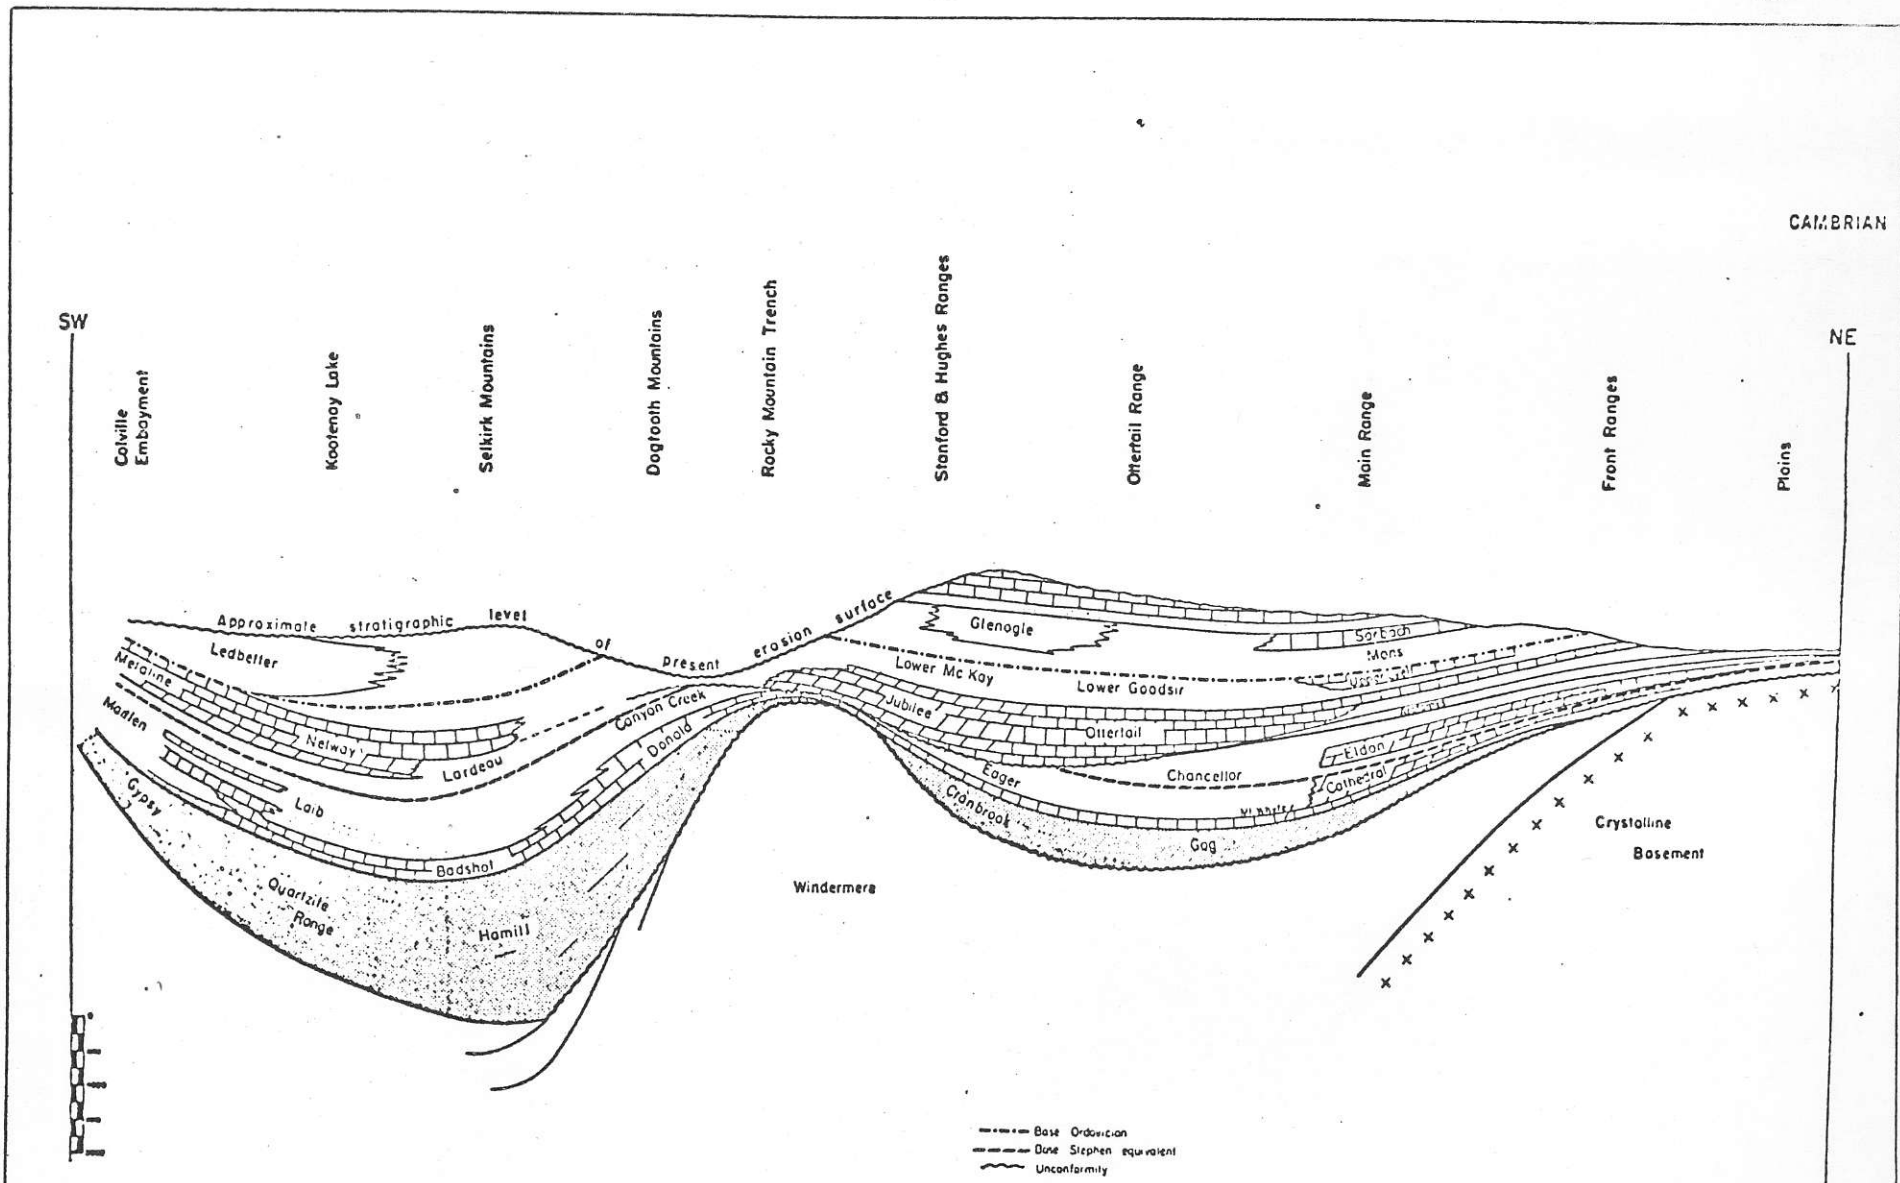 CAMBRIAN
SW
NE
Colville
Embayment
Kootenay Lake
Selkirk Mountains
Dogtooth Mountains
Rocky Mountain Trench
Stanford & Hughes Ranges
Ottertail Range
Main Range
Front Ranges
Plains
Approximate stratigraphic level of present erosion surface
Ledbetter
Glenogle
Sarbach
Mons
Metaline
Lower Mc Kay
Lower Goodsir
Canyon Creek
Jubilee
Maitlen
Nelway
Lardeau
Donald
Ottertail
Eldon
Chancellor
Eager
Cathedral
Gypsy
Laib
Cranbrook
Gog
Crystalline
Basement
Badshot
Windermere
Quartzite
Range
Hamill
0
Base Ordovician
Base Stephen equivalent
Unconformity